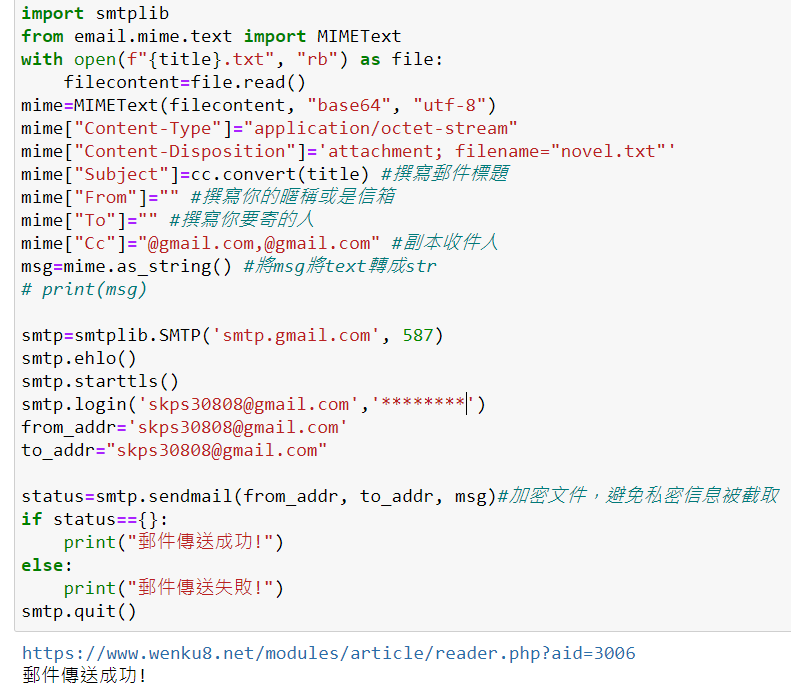 import smtplib
from email.mime.text import MIMEText
with open(f"{title}.txt", "rb") as file:
    filecontent=file.read()
mime=MIMEText(filecontent, "base64", "utf-8")
mime["Content-Type"]="application/octet-stream"
mime["Content-Disposition"]='attachment; filename="novel.txt"'
mime["Subject"]=cc.convert(title) #撰寫郵件標題
mime["From"]="" #撰寫你的暱稱或是信箱
mime["To"]="" #撰寫你要寄的人
mime["Cc"]="@gmail.com,@gmail.com" #副本收件人
msg=mime.as_string() #將msg將text轉成str
# print(msg)

smtp=smtplib.SMTP('smtp.gmail.com', 587)
smtp.ehlo()
smtp.starttls()
smtp.login('skps30808@gmail.com','********')
from_addr='skps30808@gmail.com'
to_addr="skps30808@gmail.com"

status=smtp.sendmail(from_addr, to_addr, msg)#加密文件，避免私密信息被截取
if status=={}:
    print("郵件傳送成功!")
else:
    print("郵件傳送失敗!")
smtp.quit()
https://www.wenku8.net/modules/article/reader.php?aid=3006
郵件傳送成功!